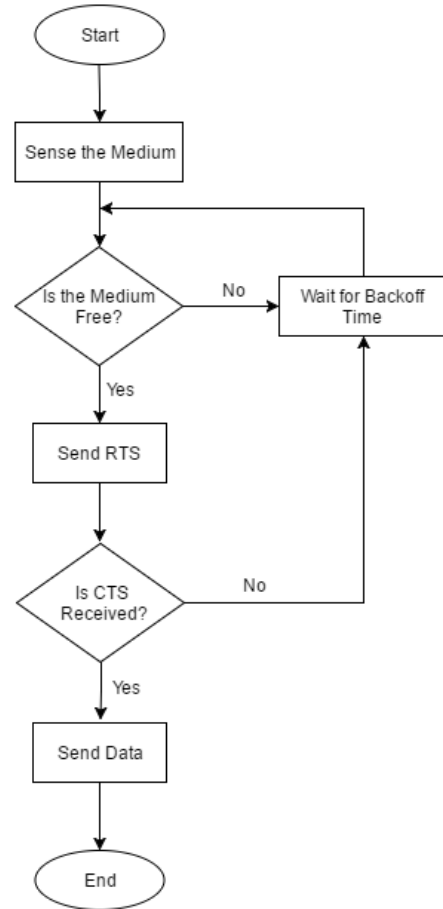 Start
Sense the Medium
Is the Medium
Free?
No
Wait for Backoff
Time
Yes
Send RTS
Is CTS
Received?
No
Yes
Send Data
End